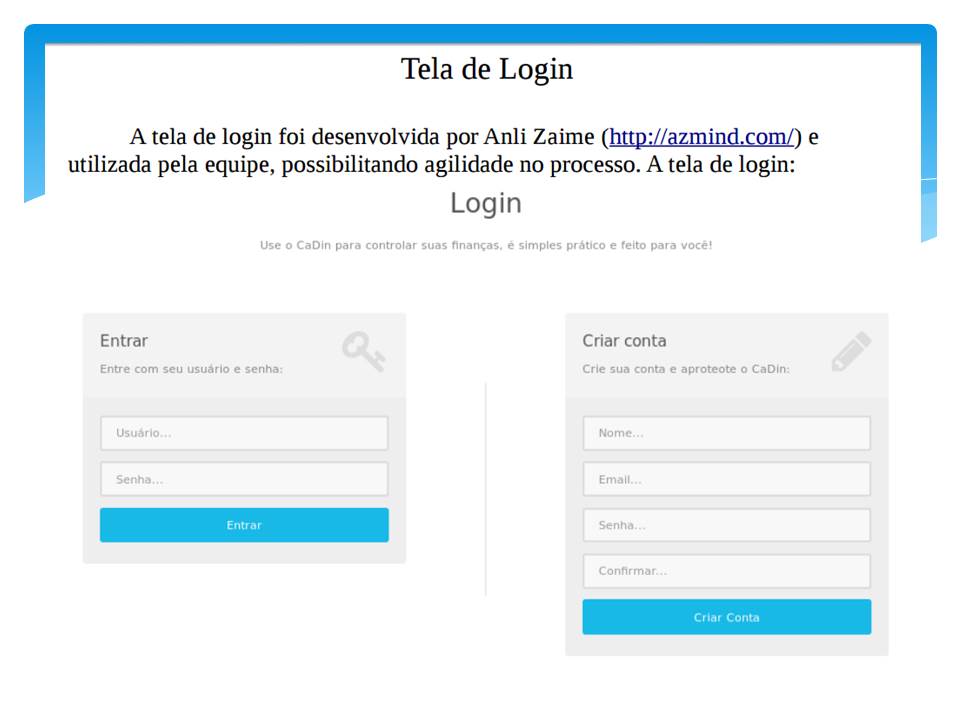 Tela de Login
A tela de login foi desenvolvida por Anli Zaime (http://azmind.com/) e
utilizada pela equipe, possibilitando agilidade no processo. A tela de login:
Login
Use o CaDin para controlar suas finanças, é simples prático e feito para você!
Entrar
Entre com seu usuário e senha:
Usuário...
Senha...
Entrar
Criar conta
Crie sua conta e aproteote o CaDin:
Nome...
Email...
Senha...
Confirmar...
Criar Conta